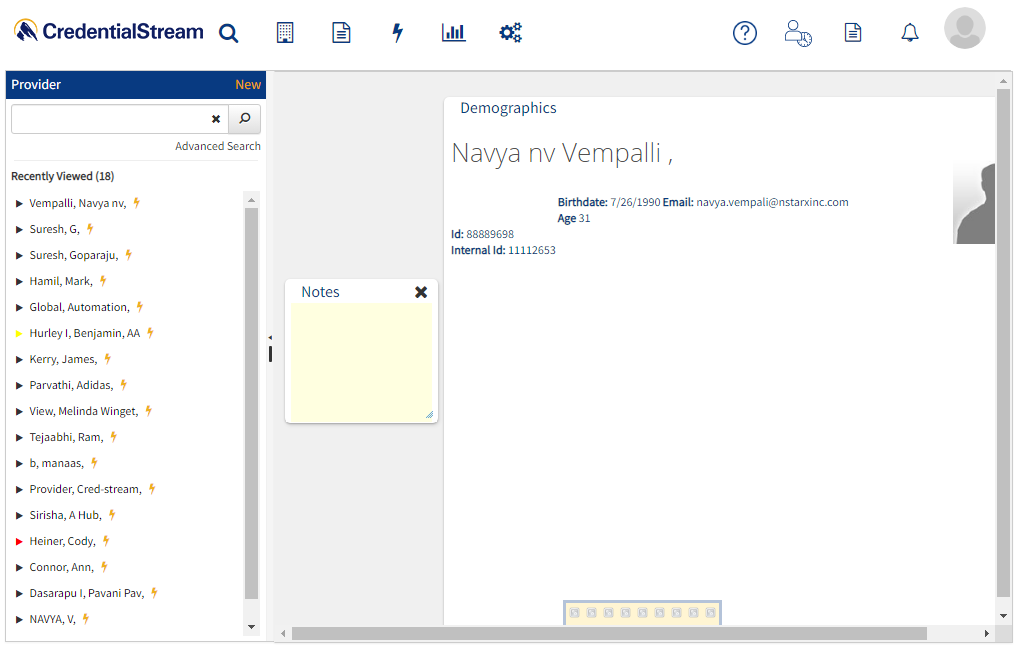 CredentialStream
Provider New
Advanced Search
Recently Viewed (18)
Vempalli, Navya nv,
Suresh, G,
Suresh, Goparaju,
Hamil, Mark,
Global, Automation,
Hurley I, Benjamin, AA
Kerry, James,
Parvathi, Adidas,
View, Melinda Winget,
Tejaabhi, Ram,
b, manaas,
Provider, Cred-stream,
Sirisha, A Hub,
Heiner, Cody,
Connor, Ann,
Dasarapu I, Pavani Pav,
NAVYA, V,
Notes
Demographics
Navya nv Vempalli ,
Birthdate: 7/26/1990 Email: navya.vempali@nstarxinc.com
Age 31
Id: 88889698
Internal Id: 11112653